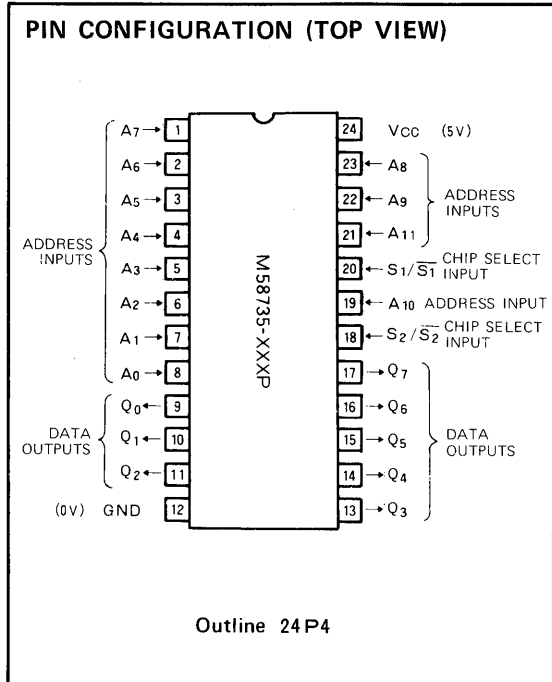 PIN CONFIGURATION (TOP VIEW)
A7→ 1
A6→ 2
A5→ 3
A4→ 4
A3→ 5
A2→ 6
A1→ 7
A0→ 8
ADDRESS
INPUTS
Q0← 9
Q1← 10
Q2← 11
DATA
OUTPUTS
(0V) GND 12
M58735-XXXP
24 VCC (5V)
23 ←A8
22 ←A9
21 ←A11
ADDRESS
INPUTS
20 ←S1/S̅1̅ CHIP SELECT
INPUT
19 ←A10 ADDRESS INPUT
18 ←S2/S̅2̅ CHIP SELECT
INPUT
17 →Q7
16 →Q6
15 →Q5
14 →Q4
13 →Q3
DATA
OUTPUTS
Outline 24P4